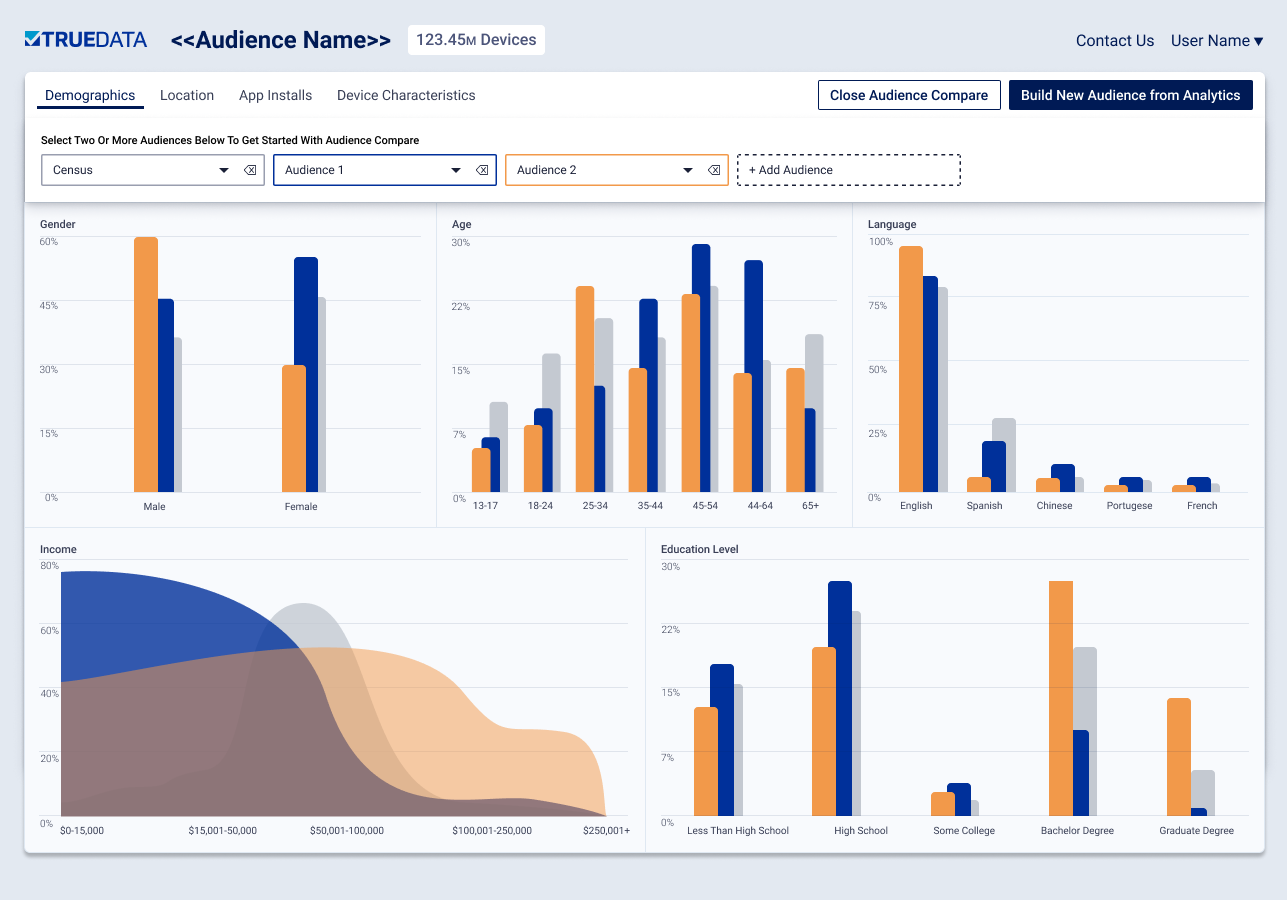 TRUEDATA <<Audience Name>> 123.45M Devices Contact Us User Name
Demographics Location App Installs Device Characteristics Close Audience Compare Build New Audience from Analytics
Select Two Or More Audiences Below To Get Started With Audience Compare
Census Audience 1 Audience 2 + Add Audience
Gender
60%
45%
30%
15%
0%
Male Female
Age
30%
22%
15%
7%
0%
13-17 18-24 25-34 35-44 45-54 44-64 65+
Language
100%
75%
50%
25%
0%
English Spanish Chinese Portugese French
Income
80%
60%
40%
20%
0%
$0-15,000 $15,001-50,000 $50,001-100,000 $100,001-250,000 $250,001+
Education Level
30%
22%
15%
7%
0%
Less Than High School High School Some College Bachelor Degree Graduate Degree